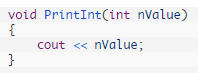 void PrintInt(int nValue)
{
    cout << nValue;
}